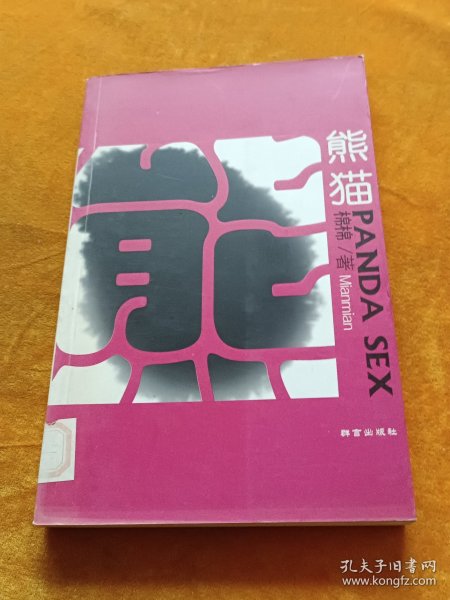 熊猫
PANDA SEX
棉棉/著 Mianmian
群言出版社
孔夫子旧书网
www.kongfz.com